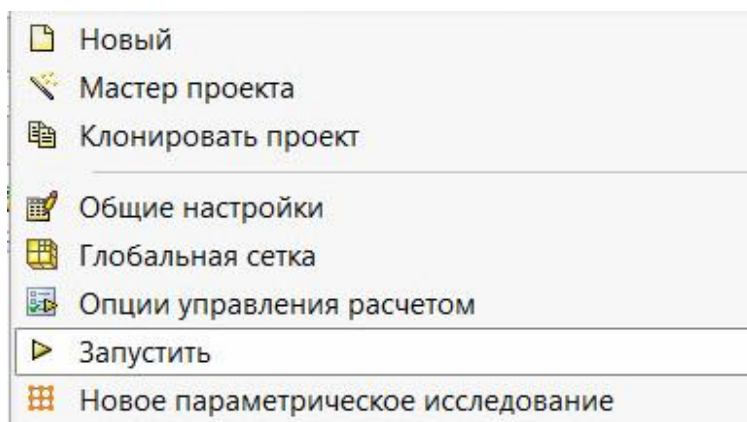 Новый
Мастер проекта
Клонировать проект
Общие настройки
Глобальная сетка
Опции управления расчетом
Запустить
Новое параметрическое исследование